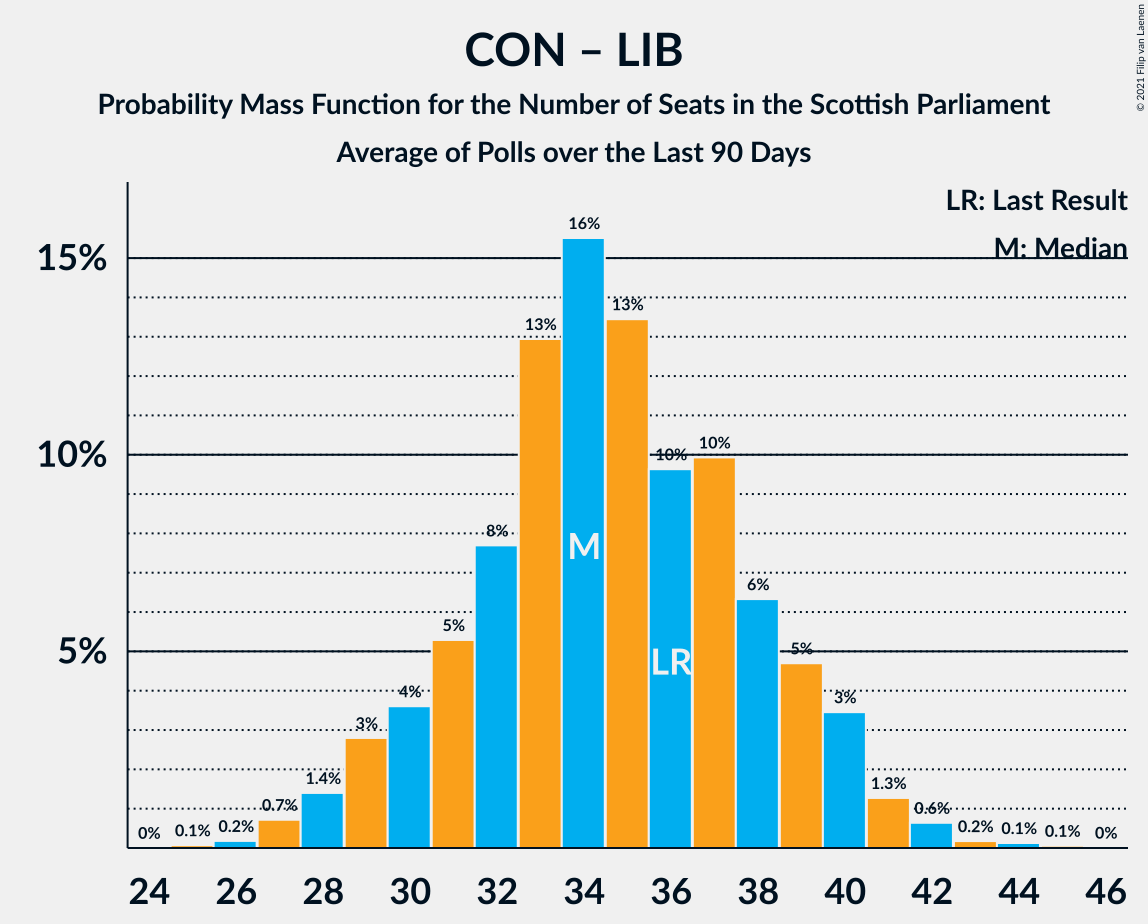 CON – LIB
Probability Mass Function for the Number of Seats in the Scottish Parliament
Average of Polls over the Last 90 Days
© 2021 Filip van Laenen
LR: Last Result
M: Median
15%
10%
5%
0%
0.1%
0.2%
0.7%
1.4%
3%
4%
5%
8%
13%
16%
13%
10%
10%
6%
5%
3%
1.3%
0.6%
0.2%
0.1%
0.1%
0%
M
LR
24 26 28 30 32 34 36 38 40 42 44 46